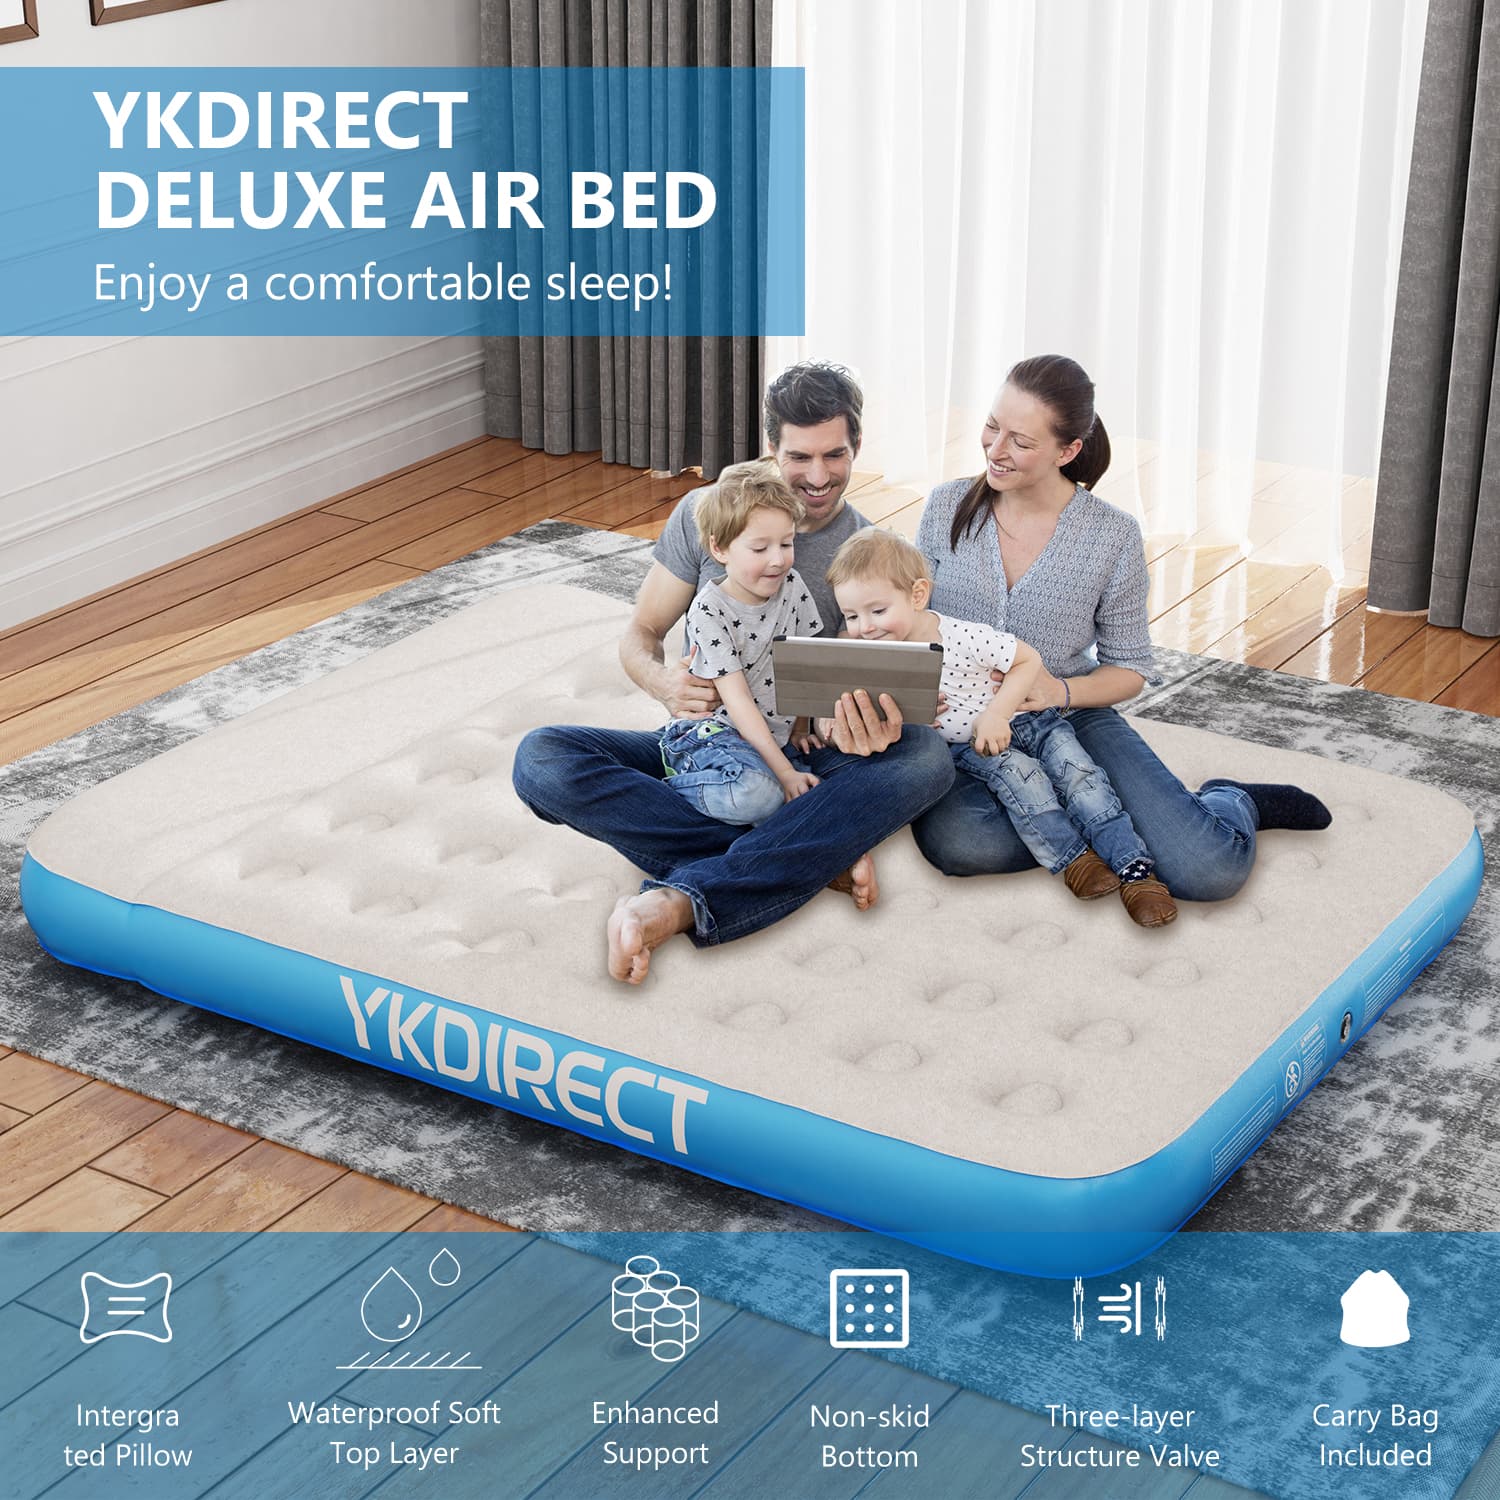 YKDIRECT
DELUXE AIR BED
Enjoy a comfortable sleep!
YKDIRECT
Intergra
ted Pillow
Waterproof Soft
Top Layer
Enhanced
Support
Non-skid
Bottom
Three-layer
Structure Valve
Carry Bag
Included